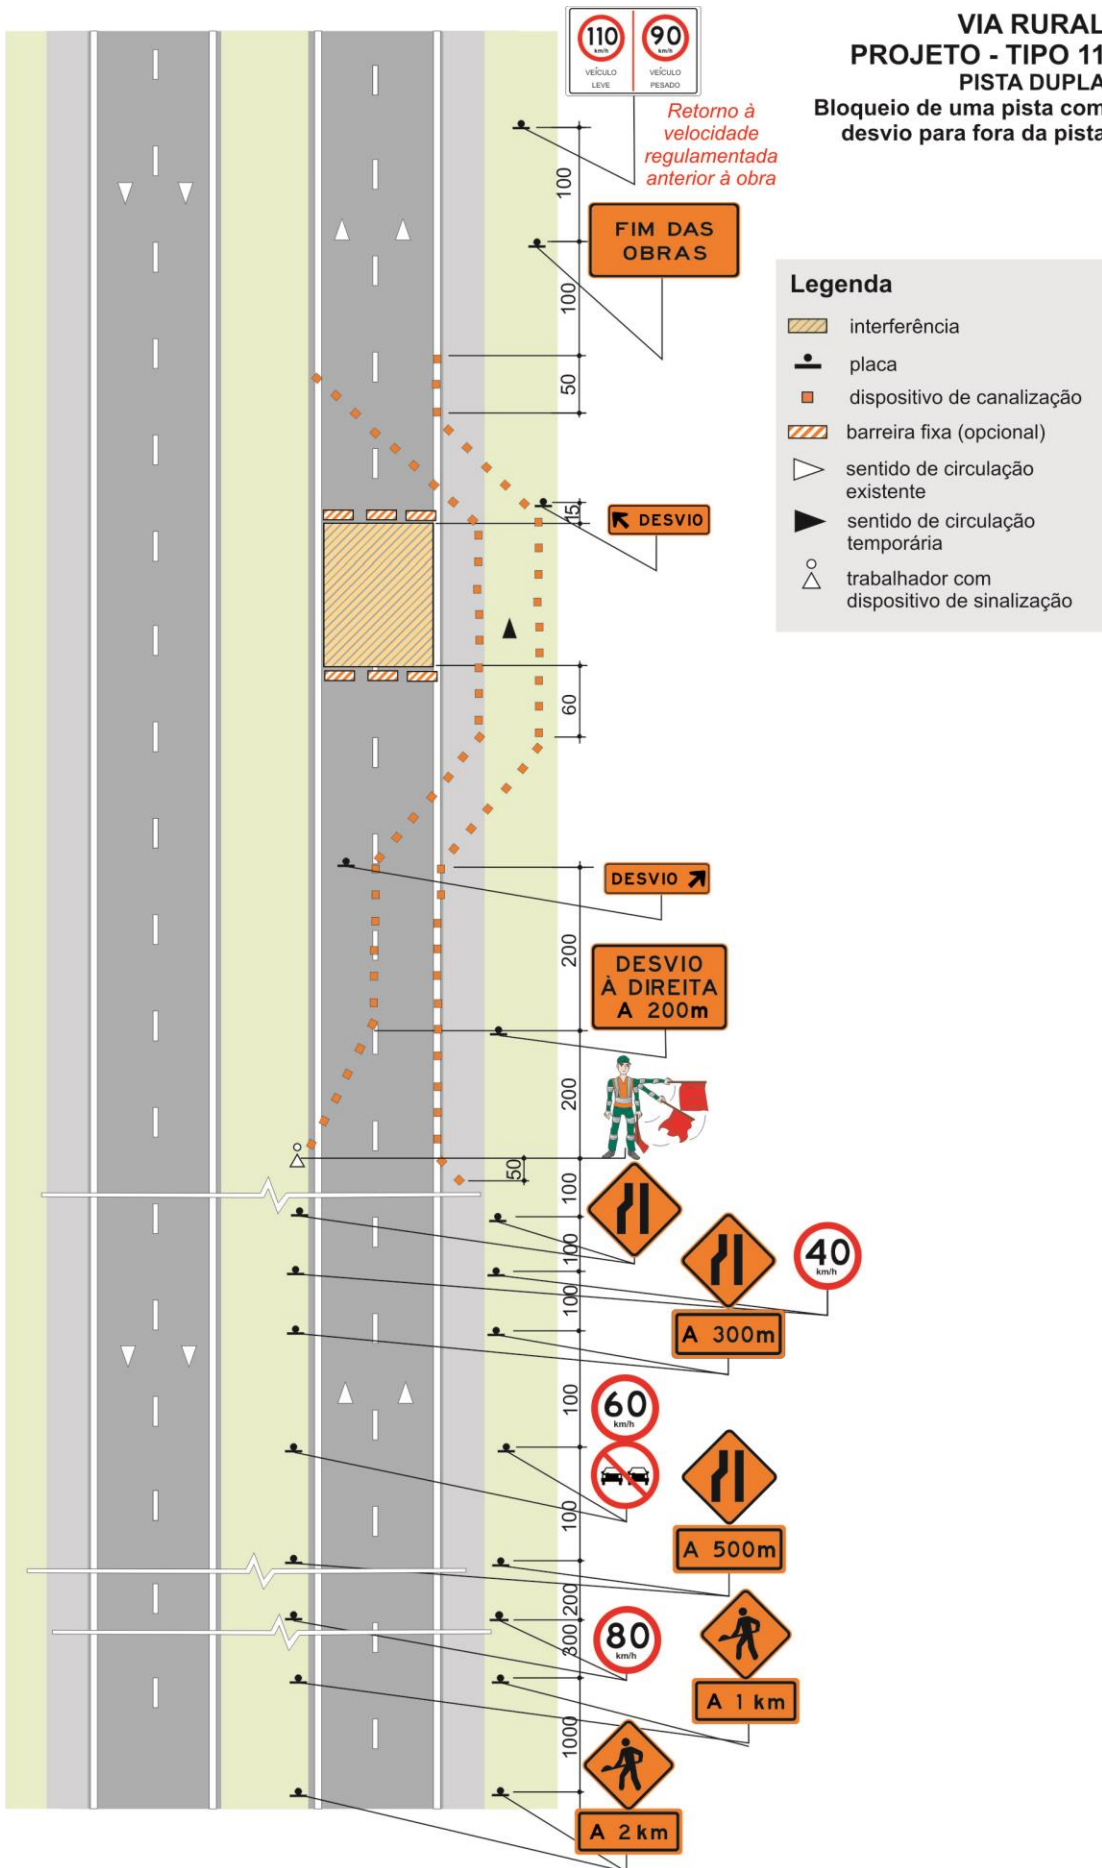 VIA RURAL
PROJETO - TIPO 11
PISTA DUPLA
Bloqueio de uma pista com
desvio para fora da pista
110
km/h
VEÍCULO
LEVE
90
km/h
VEÍCULO
PESADO
Retorno à
velocidade
regulamentada
anterior à obra
100
FIM DAS
OBRAS
100
50
Legenda
interferência
placa
dispositivo de canalização
barreira fixa (opcional)
sentido de circulação
existente
sentido de circulação
temporária
trabalhador com
dispositivo de sinalização
15
DESVIO
60
DESVIO
200
DESVIO
À DIREITA
A 200m
200
50
100
100
40
km/h
100
A 300m
100
60
km/h
100
A 500m
200
300
80
km/h
A 1 km
1000
A 2km